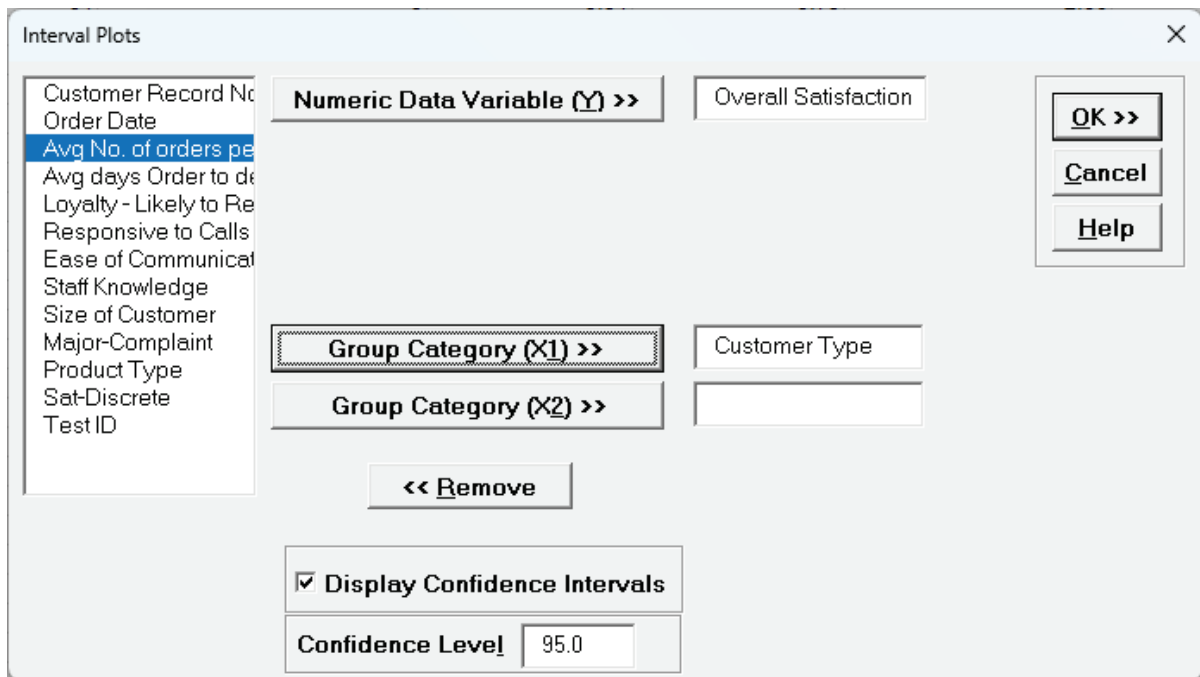 Interval Plots
Customer Record No
Order Date
Avg No. of orders pe
Avg days Order to de
Loyalty - Likely to Re
Responsive to Calls
Ease of Communicat
Staff Knowledge
Size of Customer
Major-Complaint
Product Type
Sat-Discrete
Test ID
Numeric Data Variable (Y) >>
Overall Satisfaction
Group Category (X1) >>
Customer Type
Group Category (X2) >>
<< Remove
Display Confidence Intervals
Confidence Level
95.0
OK >>
Cancel
Help